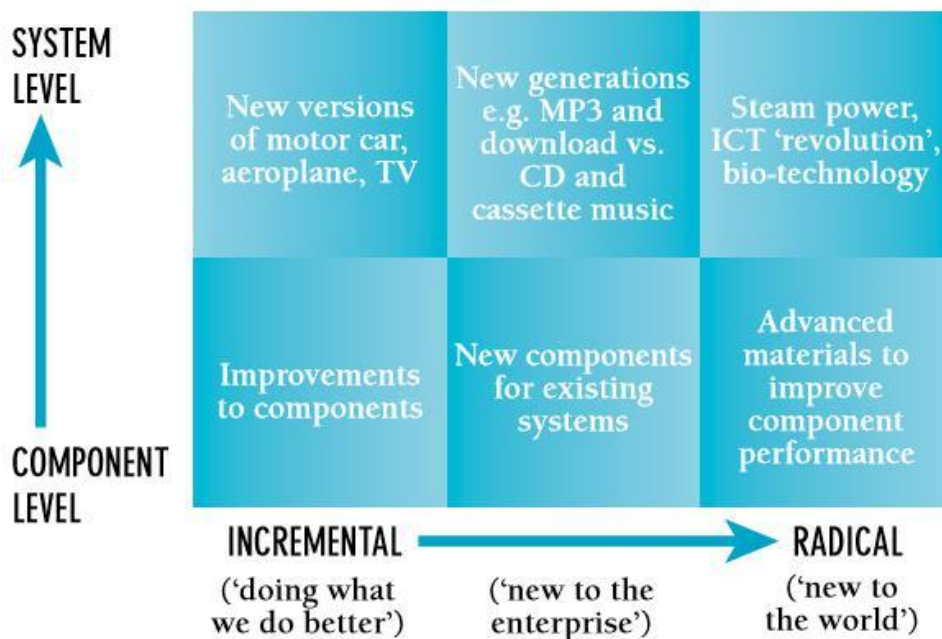 SYSTEM
LEVEL
New versions
of motor car,
aeroplane, TV
New generations
e.g. MP3 and
download vs.
CD and
cassette music
Steam power,
ICT ‘revolution’,
bio-technology
Improvements
to components
New components
for existing
systems
Advanced
materials to
improve
component
performance
COMPONENT
LEVEL
INCREMENTAL
RADICAL
(‘doing what
we do better’)
(‘new to the
enterprise’)
(‘new to
the world’)